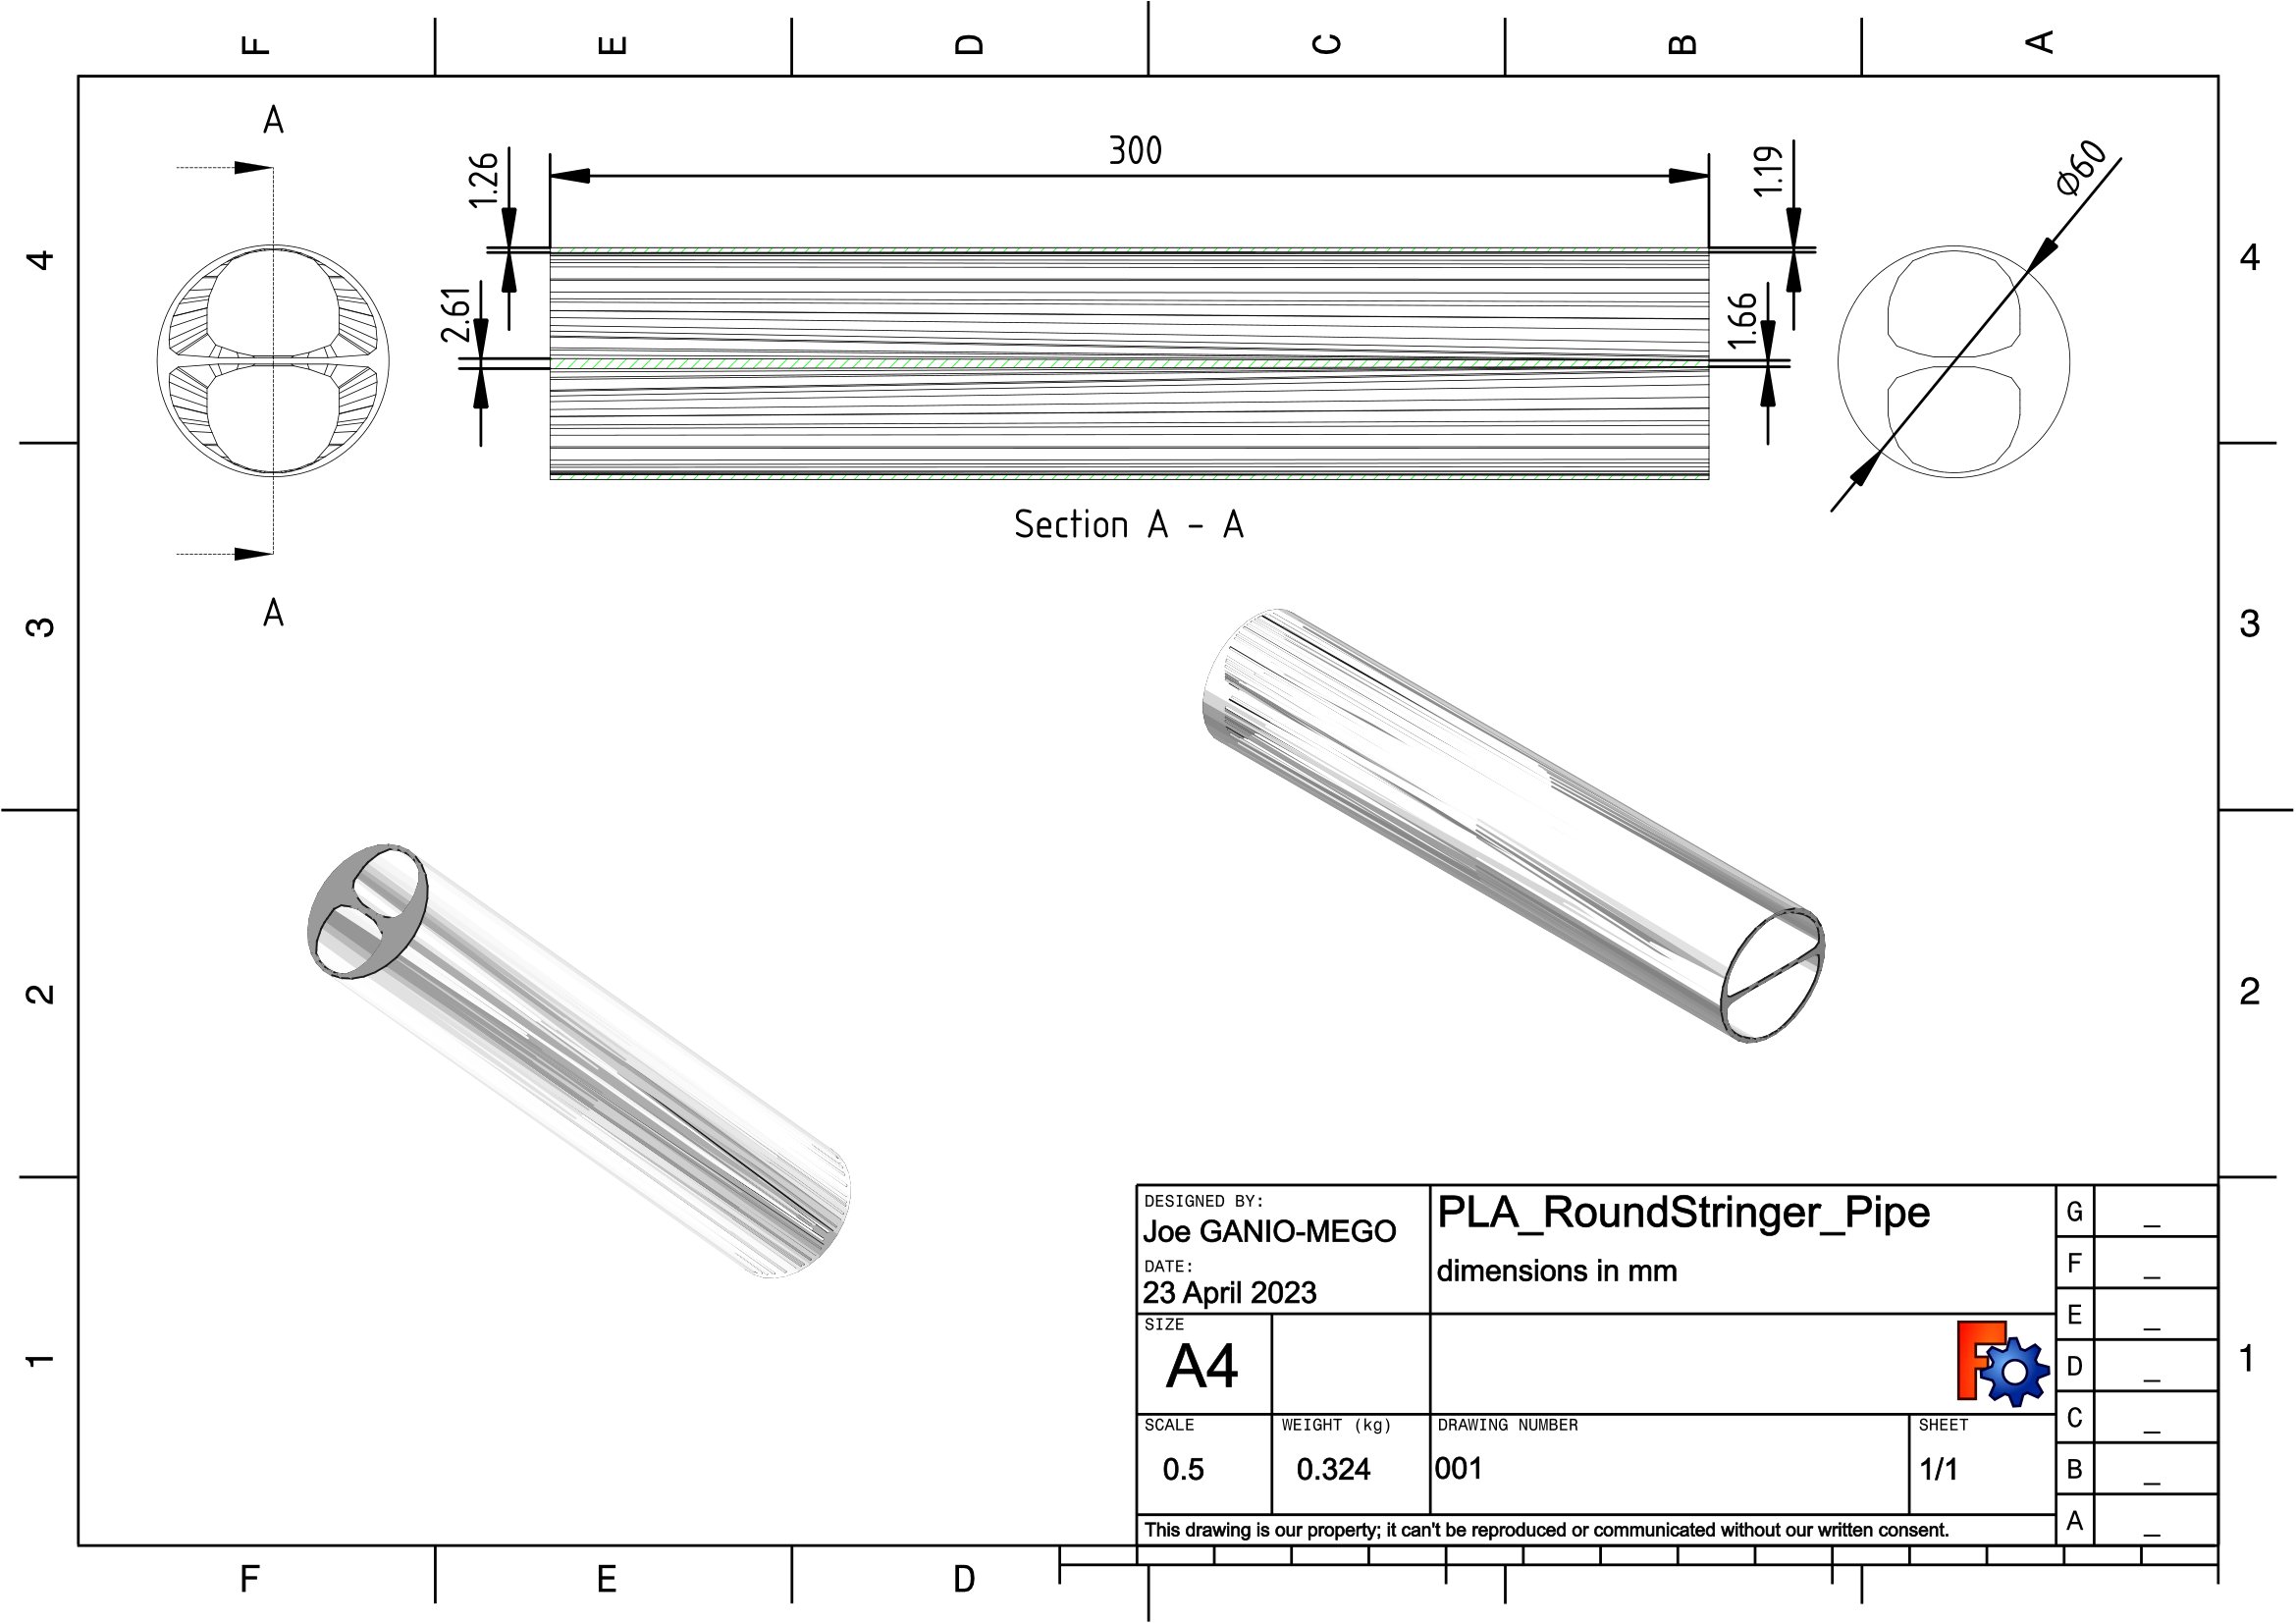 F E D C B A
A
300
1.26
1.19
Ø60
4
4
2.61
1.66
Section A - A
A
3
3
2
2
DESIGNED BY:
Joe GANIO-MEGO
DATE:
23 April 2023
PLA_RoundStringer_Pipe
dimensions in mm
SIZE
A4
SCALE
0.5
WEIGHT (kg)
0.324
DRAWING NUMBER
001
SHEET
1/1
This drawing is our property; it can't be reproduced or communicated without our written consent.
G _
F _
E _
D _
C _
B _
A _
1
1
F E D